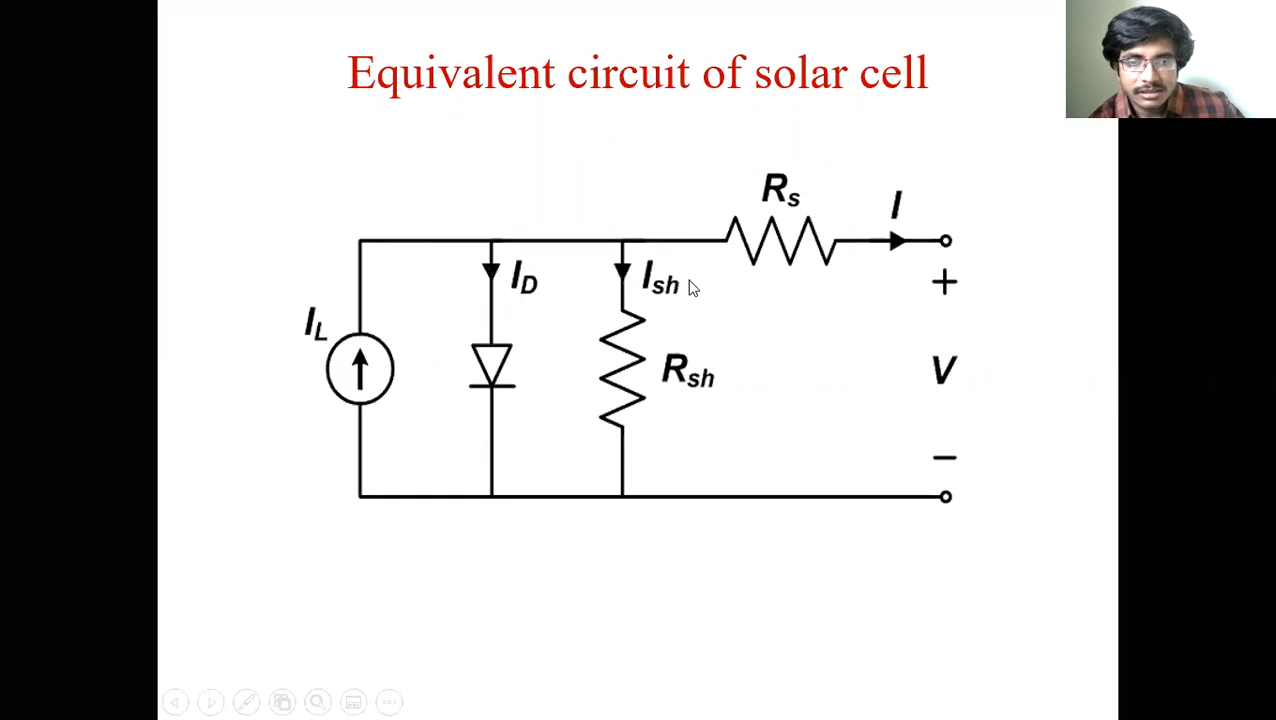 Equivalent circuit of solar cell
Rs
I
ID
Ish
+
IL
Rsh
V
−